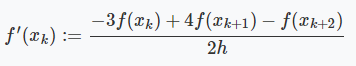 f′(x_k) := \frac{-3f(x_k) + 4f(x_{k+1}) − f(x_{k+2})}{2h}